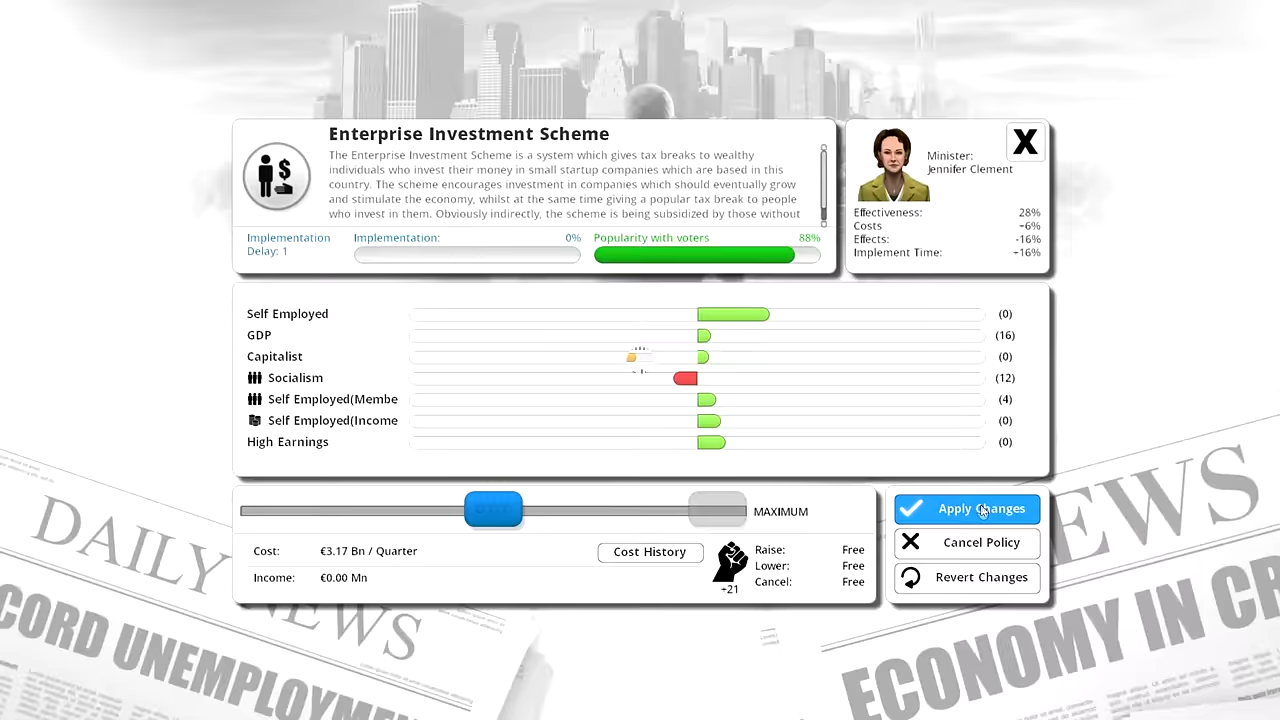 Enterprise Investment Scheme
The Enterprise Investment Scheme is a system which gives tax breaks to wealthy
individuals who invest their money in small startup companies which are based in this
country. The scheme encourages investment in companies which should eventually grow
and stimulate the economy, whilst at the same time giving a popular tax break to people
who invest in them. Obviously indirectly, the scheme is being subsidized by those without
Implementation
Delay: 1
Implementation: 0%
Popularity with voters 88%
X
Minister:
Jennifer Clement
Effectiveness: 28%
Costs ~6%
Effects: -16%
Implement Time: +16%
Self Employed (0)
GDP (16)
Capitalist (0)
Socialism (12)
Self Employed(Membe (4)
Self Employed(Income (0)
High Earnings (0)
MAXIMUM
Cost: €3.17 Bn / Quarter
Income: €0.00 Mn
Cost History
+21
Raise: Free
Lower: Free
Cancel: Free
Apply Changes
Cancel Policy
Revert Changes
DAILY NEWS
CORD UNEMPLOYM
EWS
ECONOMY IN CR